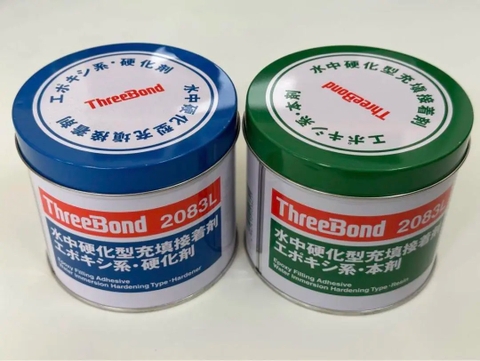 エポキシ系・硬化剤
ThreeBond
水中硬化型充填接着剤
ThreeBond 2083L
水中硬化型充填接着剤
エポキシ系・硬化剤
Epoxy Filling Adhesive
Water Immersion Hardening Type・Hardener
水中硬化型充填接着剤
ThreeBond
エポキシ系本剤
ThreeBond 2083L
水中硬化型充填接着剤
エポキシ系・本剤
Epoxy Filling Adhesive
Water Immersion Hardening Type・Resin